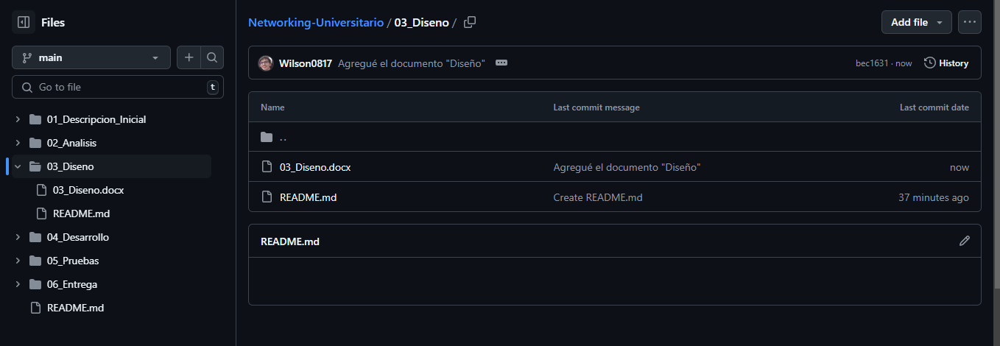 Files
main
Go to file
t
01_Descripcion_Inicial
02_Analisis
03_Diseno
03_Diseno.docx
README.md
04_Desarrollo
05_Pruebas
06_Entrega
README.md
Networking-Universitario / 03_Diseno /
Add file
Wilson0817 Agregué el documento "Diseño"
bec1631 · now
History
Name Last commit message Last commit date
..
03_Diseno.docx Agregué el documento "Diseño" now
README.md Create README.md 37 minutes ago
README.md